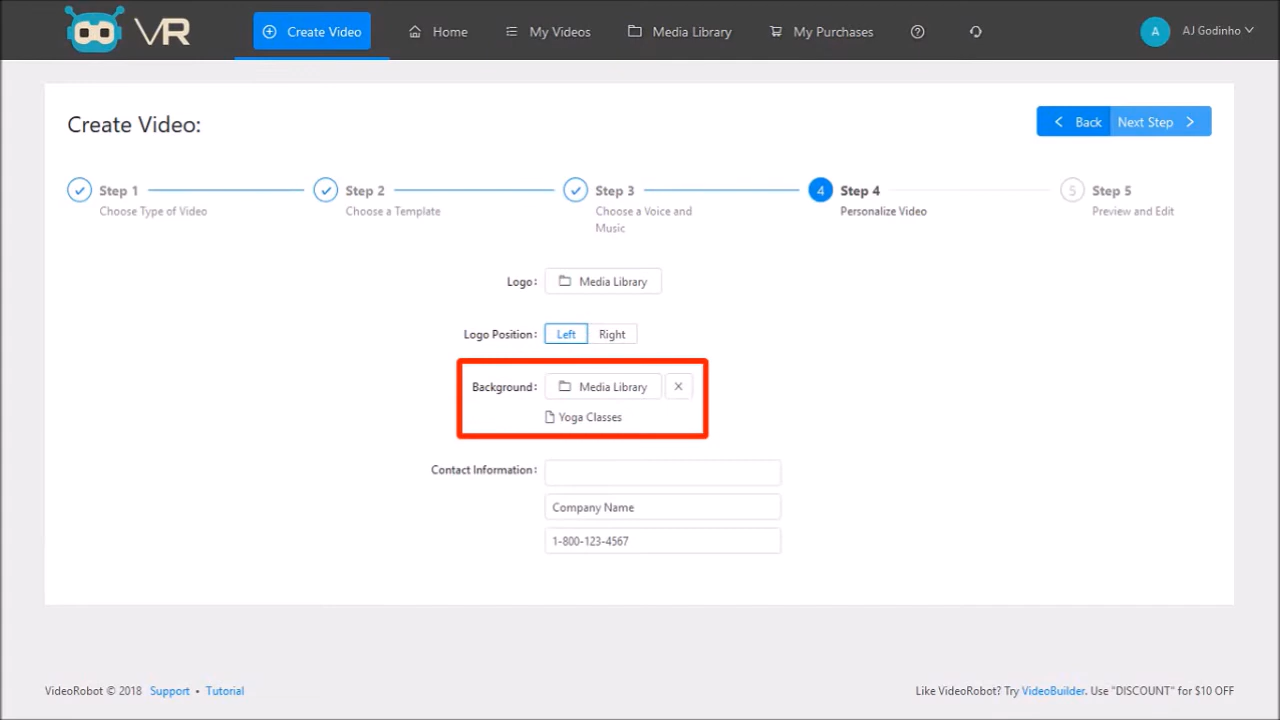 VR
Create Video
Home
My Videos
Media Library
My Purchases
A
AJ Godinho
Create Video:
Back
Next Step
Step 1
Choose Type of Video
Step 2
Choose a Template
Step 3
Choose a Voice and
Music
4
Step 4
Personalize Video
5
Step 5
Preview and Edit
Logo:
Media Library
Logo Position:
Left
Right
Background:
Media Library
Yoga Classes
Contact Information:
Company Name
1-800-123-4567
VideoRobot © 2018 Support • Tutorial
Like VideoRobot? Try VideoBuilder. Use "DISCOUNT" for $10 OFF